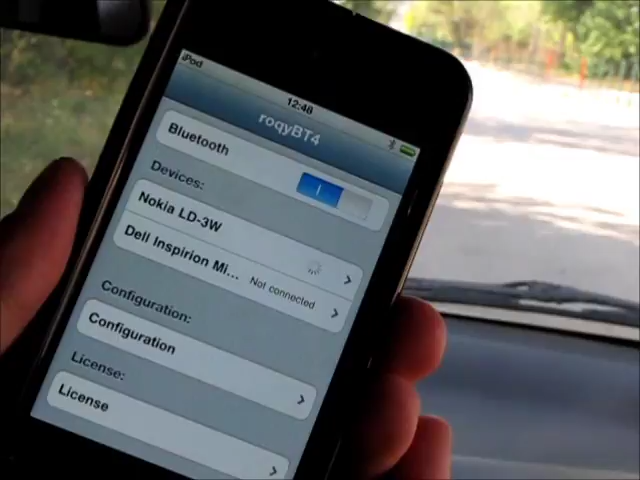 iPod
12:48
roqyBT4
Bluetooth
Devices:
Nokia LD-3W
Dell Inspirion Mi... Not connected
Configuration:
Configuration
License:
License